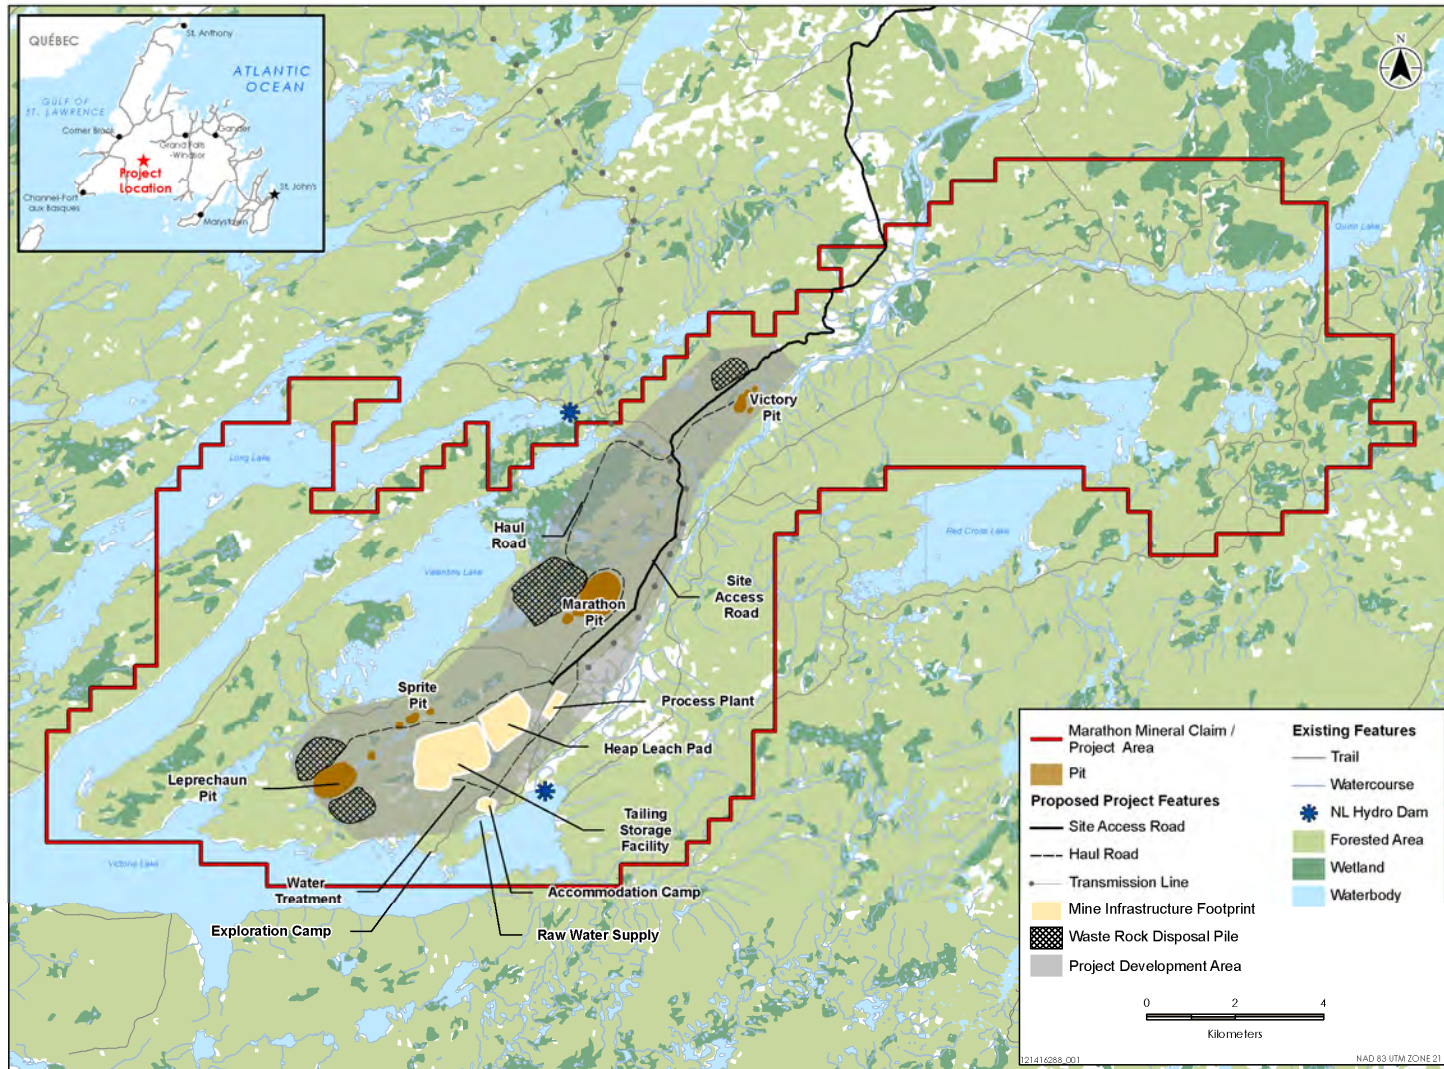 QUÉBEC
St. Anthony
ATLANTIC
OCEAN
GULF OF
ST. LAWRENCE
Corner Brook
Gander
Grand Falls
-Windsor
Project
Location
St. John's
Channel-Port
aux Basques
Marystown
N
Quinn Lake
Victory
Pit
Long Lake
Haul
Road
Red Cross Lake
Valentine Lake
Site
Access
Road
Marathon
Pit
Sprite
Pit
Process Plant
Heap Leach Pad
Leprechaun
Pit
Tailing
Storage
Facility
Victoria Lake
Water
Treatment
Accommodation Camp
Exploration Camp
Raw Water Supply
Marathon Mineral Claim /
Project Area
Pit
Proposed Project Features
Site Access Road
Haul Road
Transmission Line
Mine Infrastructure Footprint
Waste Rock Disposal Pile
Project Development Area
Existing Features
Trail
Watercourse
NL Hydro Dam
Forested Area
Wetland
Waterbody
0 2 4
Kilometers
121416288_001
NAD 83 UTM ZONE 21